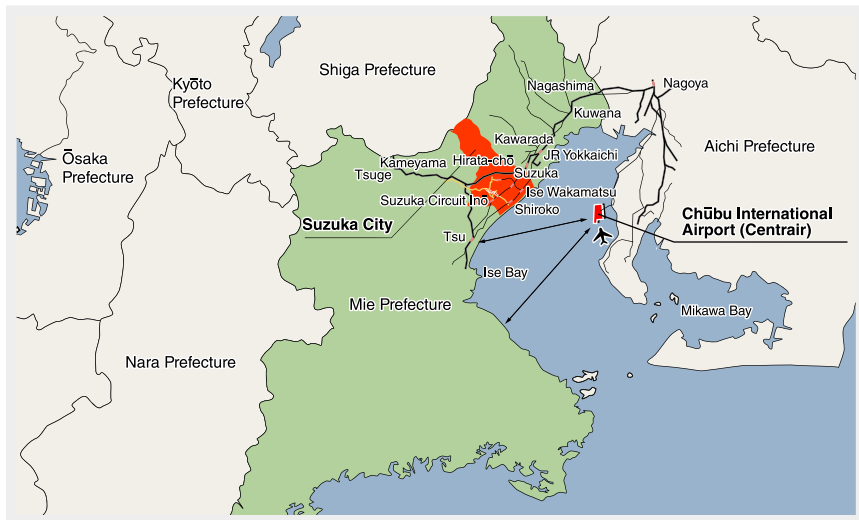 Shiga Prefecture
Kyōto
Prefecture
Nagashima
Nagoya
Kuwana
Ōsaka
Prefecture
Kawarada
Aichi Prefecture
JR Yokkaichi
Kameyama
Hirata-chō
Tsuge
Suzuka
Suzuka Circuit Ino
Ise Wakamatsu
Shiroko
Suzuka City
Chūbu International
Airport (Centrair)
Tsu
Ise Bay
Mie Prefecture
Mikawa Bay
Nara Prefecture